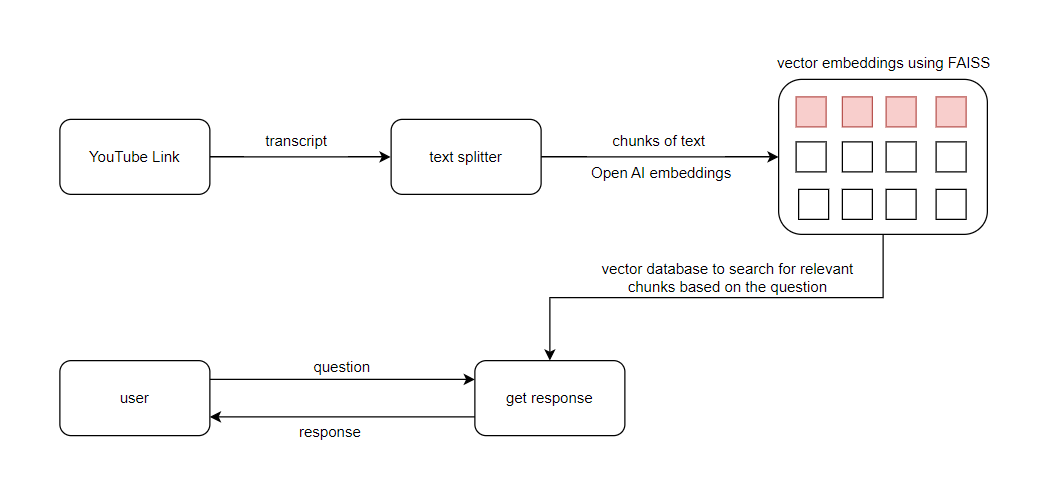 vector embeddings using FAISS
YouTube Link
transcript
text splitter
chunks of text
Open AI embeddings
vector database to search for relevant
chunks based on the question
user
question
get response
response